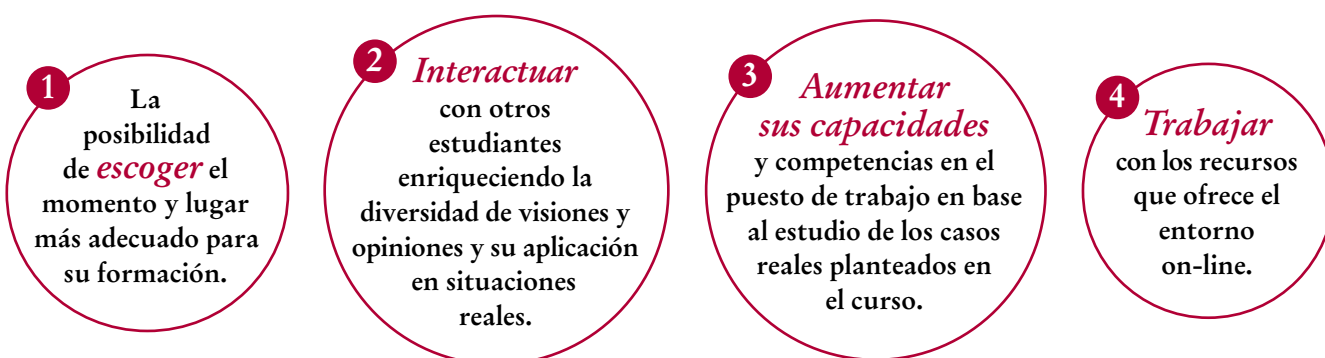 1
La
posibilidad
de escoger el
momento y lugar
más adecuado para
su formación.
2
Interactuar
con otros
estudiantes
enriqueciendo la
diversidad de visiones y
opiniones y su aplicación
en situaciones
reales.
3
Aumentar
sus capacidades
y competencias en el
puesto de trabajo en base
al estudio de los casos
reales planteados en
el curso.
4
Trabajar
con los recursos
que ofrece el
entorno
on-line.